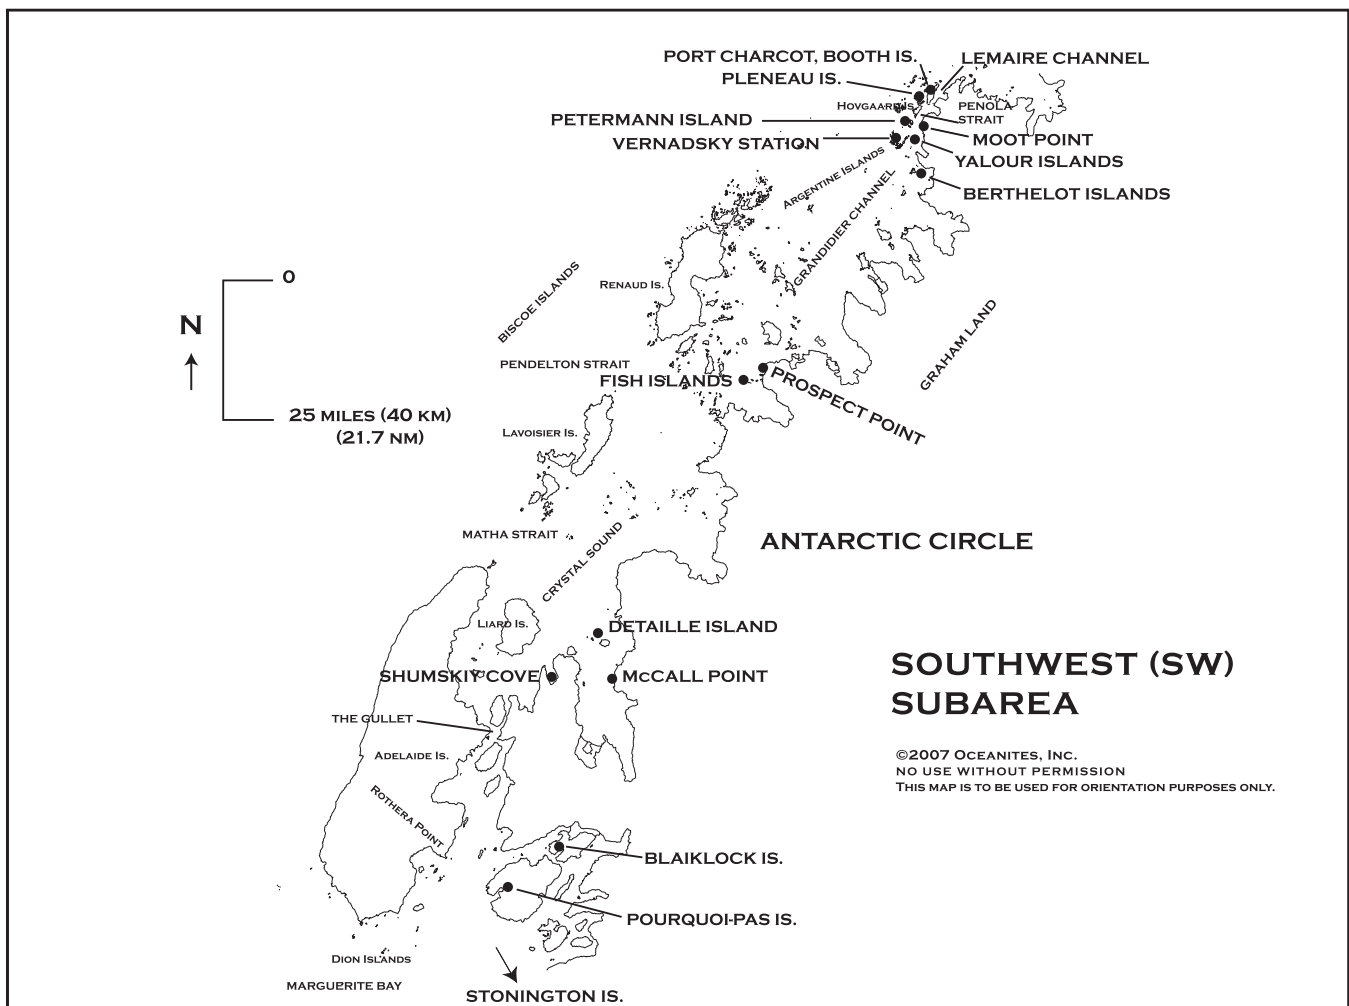 PORT CHARCOT, BOOTH IS.
LEMAIRE CHANNEL
PLENEAU IS.
HOVGAARD IS.
PENOLA
STRAIT
PETERMANN ISLAND
MOOT POINT
VERNADSKY STATION
YALOUR ISLANDS
ARGENTINE ISLANDS
BERTHELOT ISLANDS
GRANDIDIER CHANNEL
0
RENAUD IS.
BISCOE ISLANDS
N
GRAHAM LAND
PENDELTON STRAIT
FISH ISLANDS
PROSPECT POINT
25 MILES (40 KM)
(21.7 NM)
LAVOISIER IS.
MATHA STRAIT
ANTARCTIC CIRCLE
CRYSTAL SOUND
LIARD IS.
DETAILLE ISLAND
SOUTHWEST (SW)
SUBAREA
SHUMSKIY COVE
McCALL POINT
THE GULLET
ADELAIDE IS.
©2007 OCEANITES, INC.
NO USE WITHOUT PERMISSION
THIS MAP IS TO BE USED FOR ORIENTATION PURPOSES ONLY.
ROTHERA POINT
BLAIKLOCK IS.
POURQUOI-PAS IS.
DION ISLANDS
MARGUERITE BAY
STONINGTON IS.